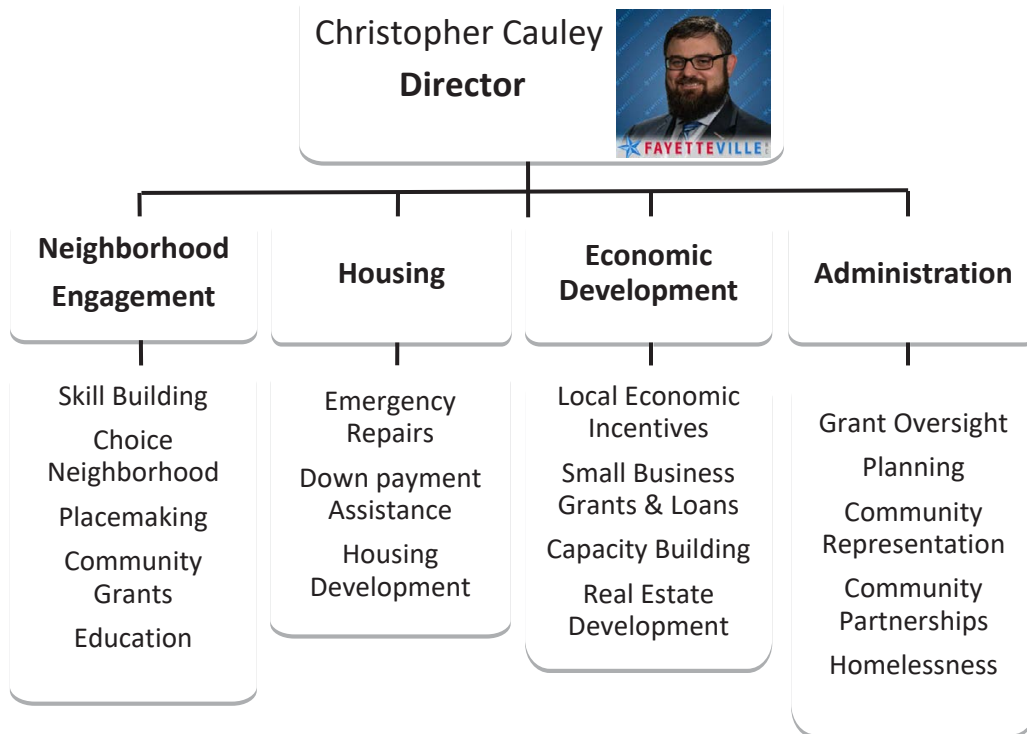 Christopher Cauley
Director
FAYETTEVILLE
Neighborhood
Engagement
Housing
Economic
Development
Administration
Skill Building
Choice
Neighborhood
Placemaking
Community
Grants
Education
Emergency
Repairs
Down payment
Assistance
Housing
Development
Local Economic
Incentives
Small Business
Grants & Loans
Capacity Building
Real Estate
Development
Grant Oversight
Planning
Community
Representation
Community
Partnerships
Homelessness